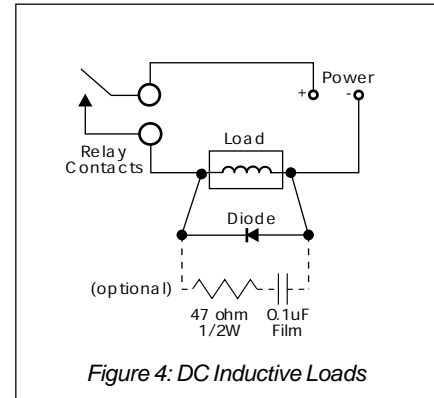 Power
+ -
Load
Relay
Contacts
Diode
(optional)
47 ohm 0.1uF
1/2W Film
Figure 4: DC Inductive Loads